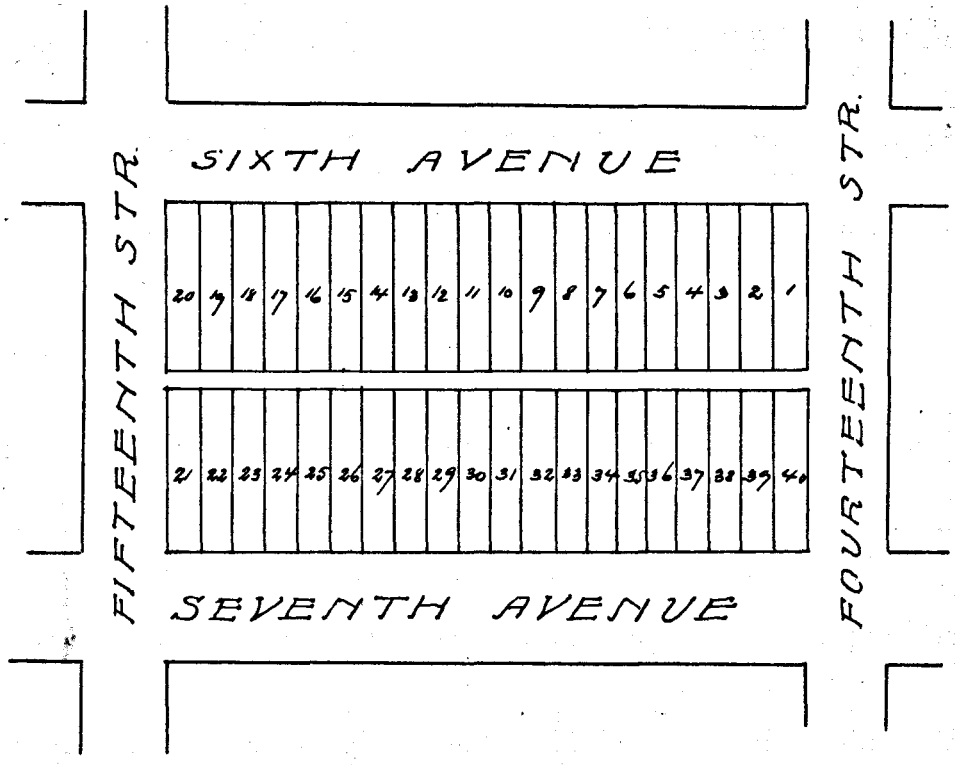 SIXTH AVENUE
FIFTEENTH STR.
FOURTEENTH STR.
20 19 18 17 16 15 14 13 12 11 10 9 8 7 6 5 4 3 2 1
21 22 23 24 25 26 27 28 29 30 31 32 33 34 35 36 37 38 39 40
SEVENTH AVENUE